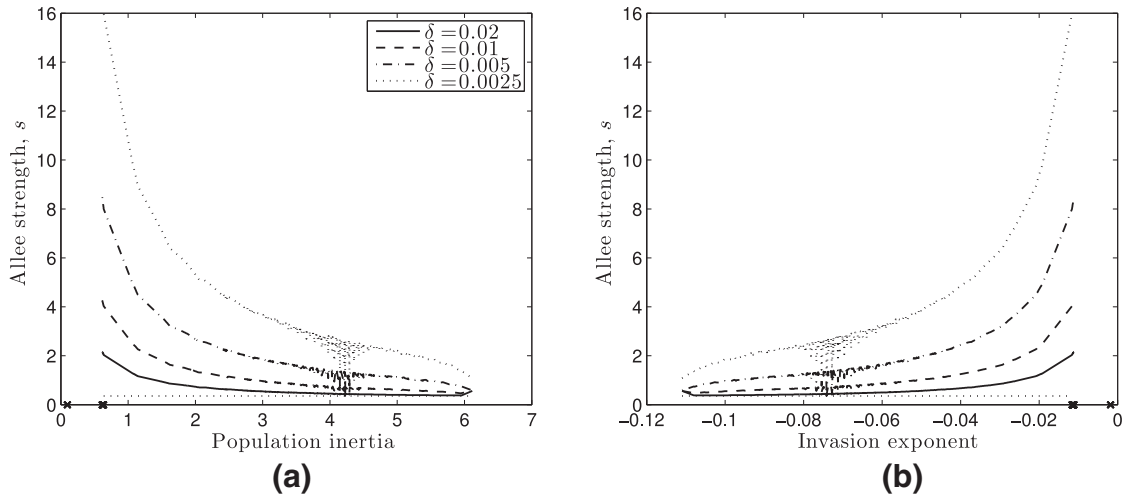 16
14
12
10
8
6
4
2
0
Allee strength, s
0 1 2 3 4 5 6 7
Population inertia
δ =0.02
δ =0.01
δ =0.005
δ =0.0025
(a)
16
14
12
10
8
6
4
2
0
Allee strength, s
−0.12 −0.1 −0.08 −0.06 −0.04 −0.02 0
Invasion exponent
(b)